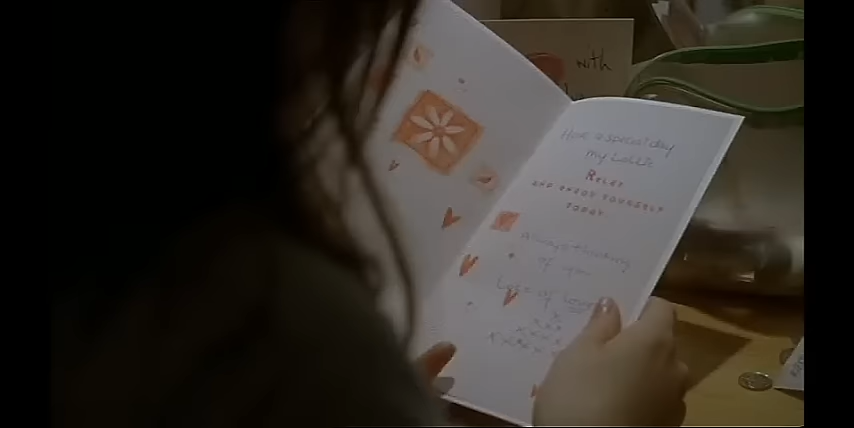 with
Have a special day
my
RELAX
AND ENJOY YOURSELF
TODAY
Always thinking
of you
Lots of Love
x
x x x
x x x x x
x x x x x x